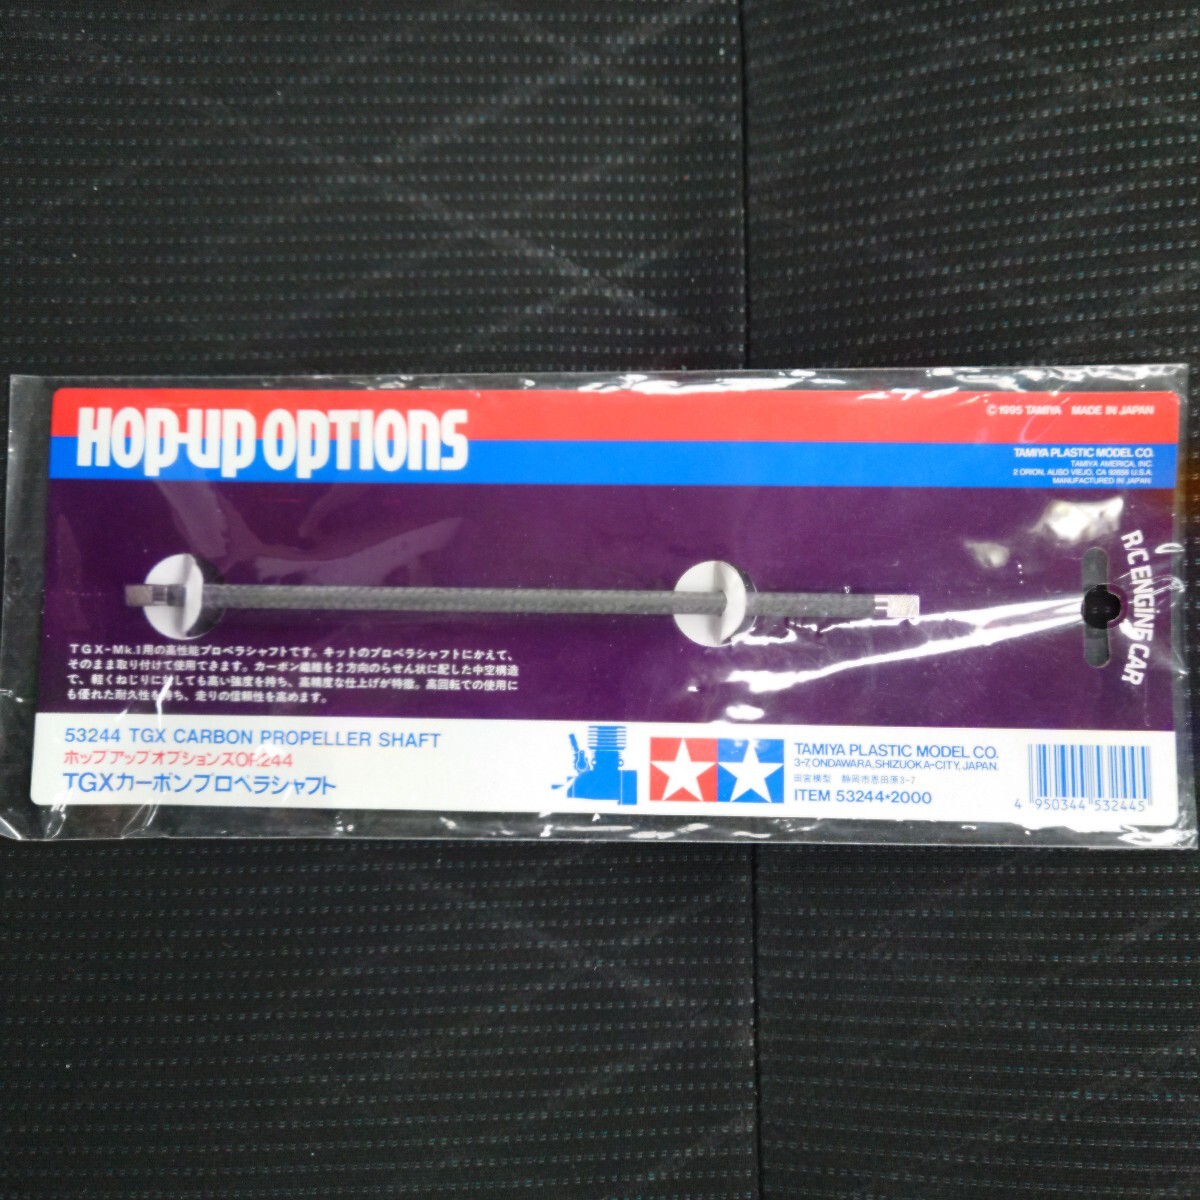 HOP-UP OPTIONS
©1995 TAMIYA MADE IN JAPAN
TAMIYA PLASTIC MODEL CO.
TAMIYA AMERICA, INC.
2 ORION, ALISO VIEJO, CA 92656 U.S.A.
MANUFACTURED IN JAPAN
R/C ENGINE CAR
TGX-Mk.1用の高性能プロペラシャフトです。キットのプロペラシャフトにかえて、
そのまま取り付けて使用できます。カーボン繊維を2方向のらせん状に配した中空構造
で、軽くねじりに対しても高い強度を持ち、高精度な仕上げが特徴。高回転での使用に
も優れた耐久性を持ち、走りの信頼性を高めます。
53244 TGX CARBON PROPELLER SHAFT
ホップアップオプションズOP.244
TGXカーボンプロペラシャフト
TAMIYA PLASTIC MODEL CO.
3-7, ONDAWARA, SHIZUOKA-CITY, JAPAN.
田宮模型 静岡市恩田原3-7
ITEM 53244★2000
4 950344 532445